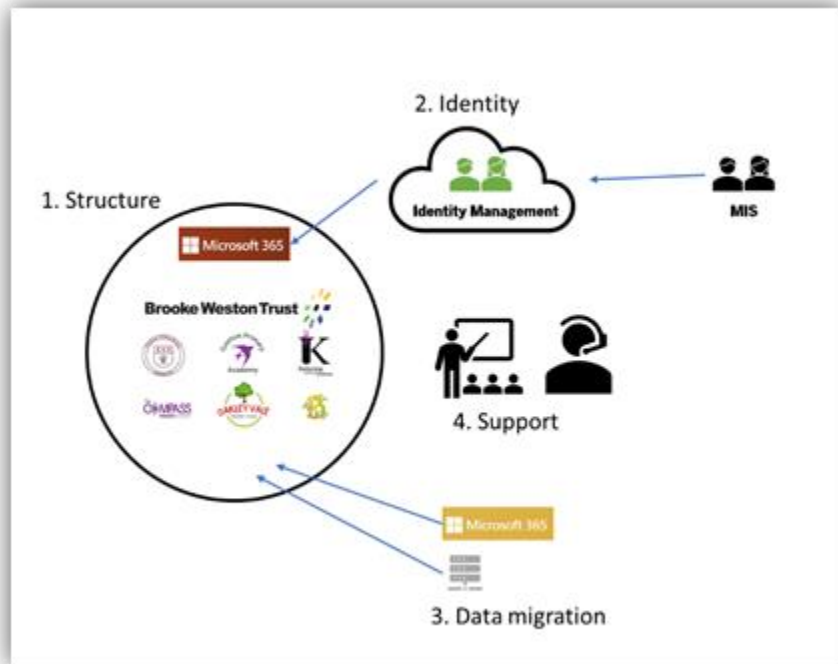 2. Identity
1. Structure
Identity Management
MIS
Microsoft 365
Brooke Weston Trust
Academy
K
COMPASS
OAKLEY VALE
4. Support
Microsoft 365
3. Data migration